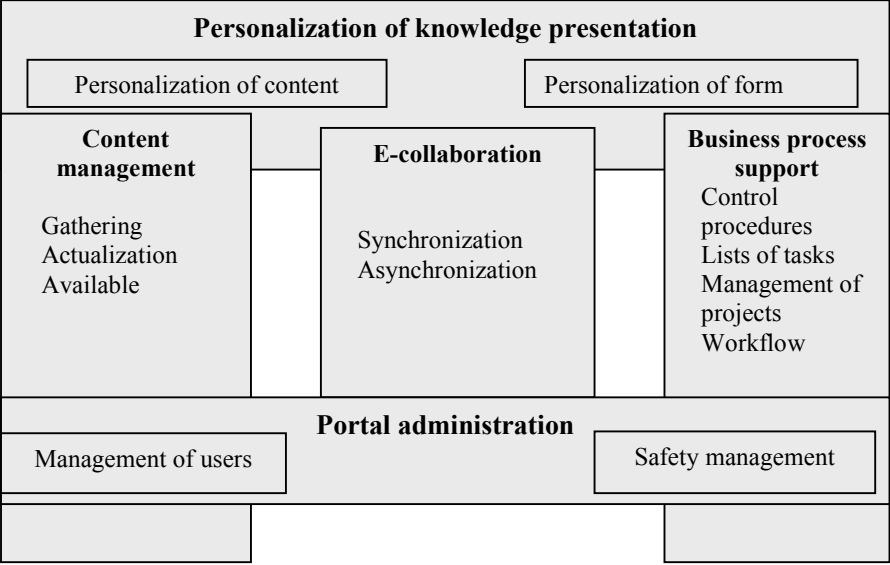 Personalization of knowledge presentation
Personalization of content
Personalization of form
Content
management
Gathering
Actualization
Available
E-collaboration
Synchronization
Asynchronization
Business process
support
Control
procedures
Lists of tasks
Management of
projects
Workflow
Portal administration
Management of users
Safety management